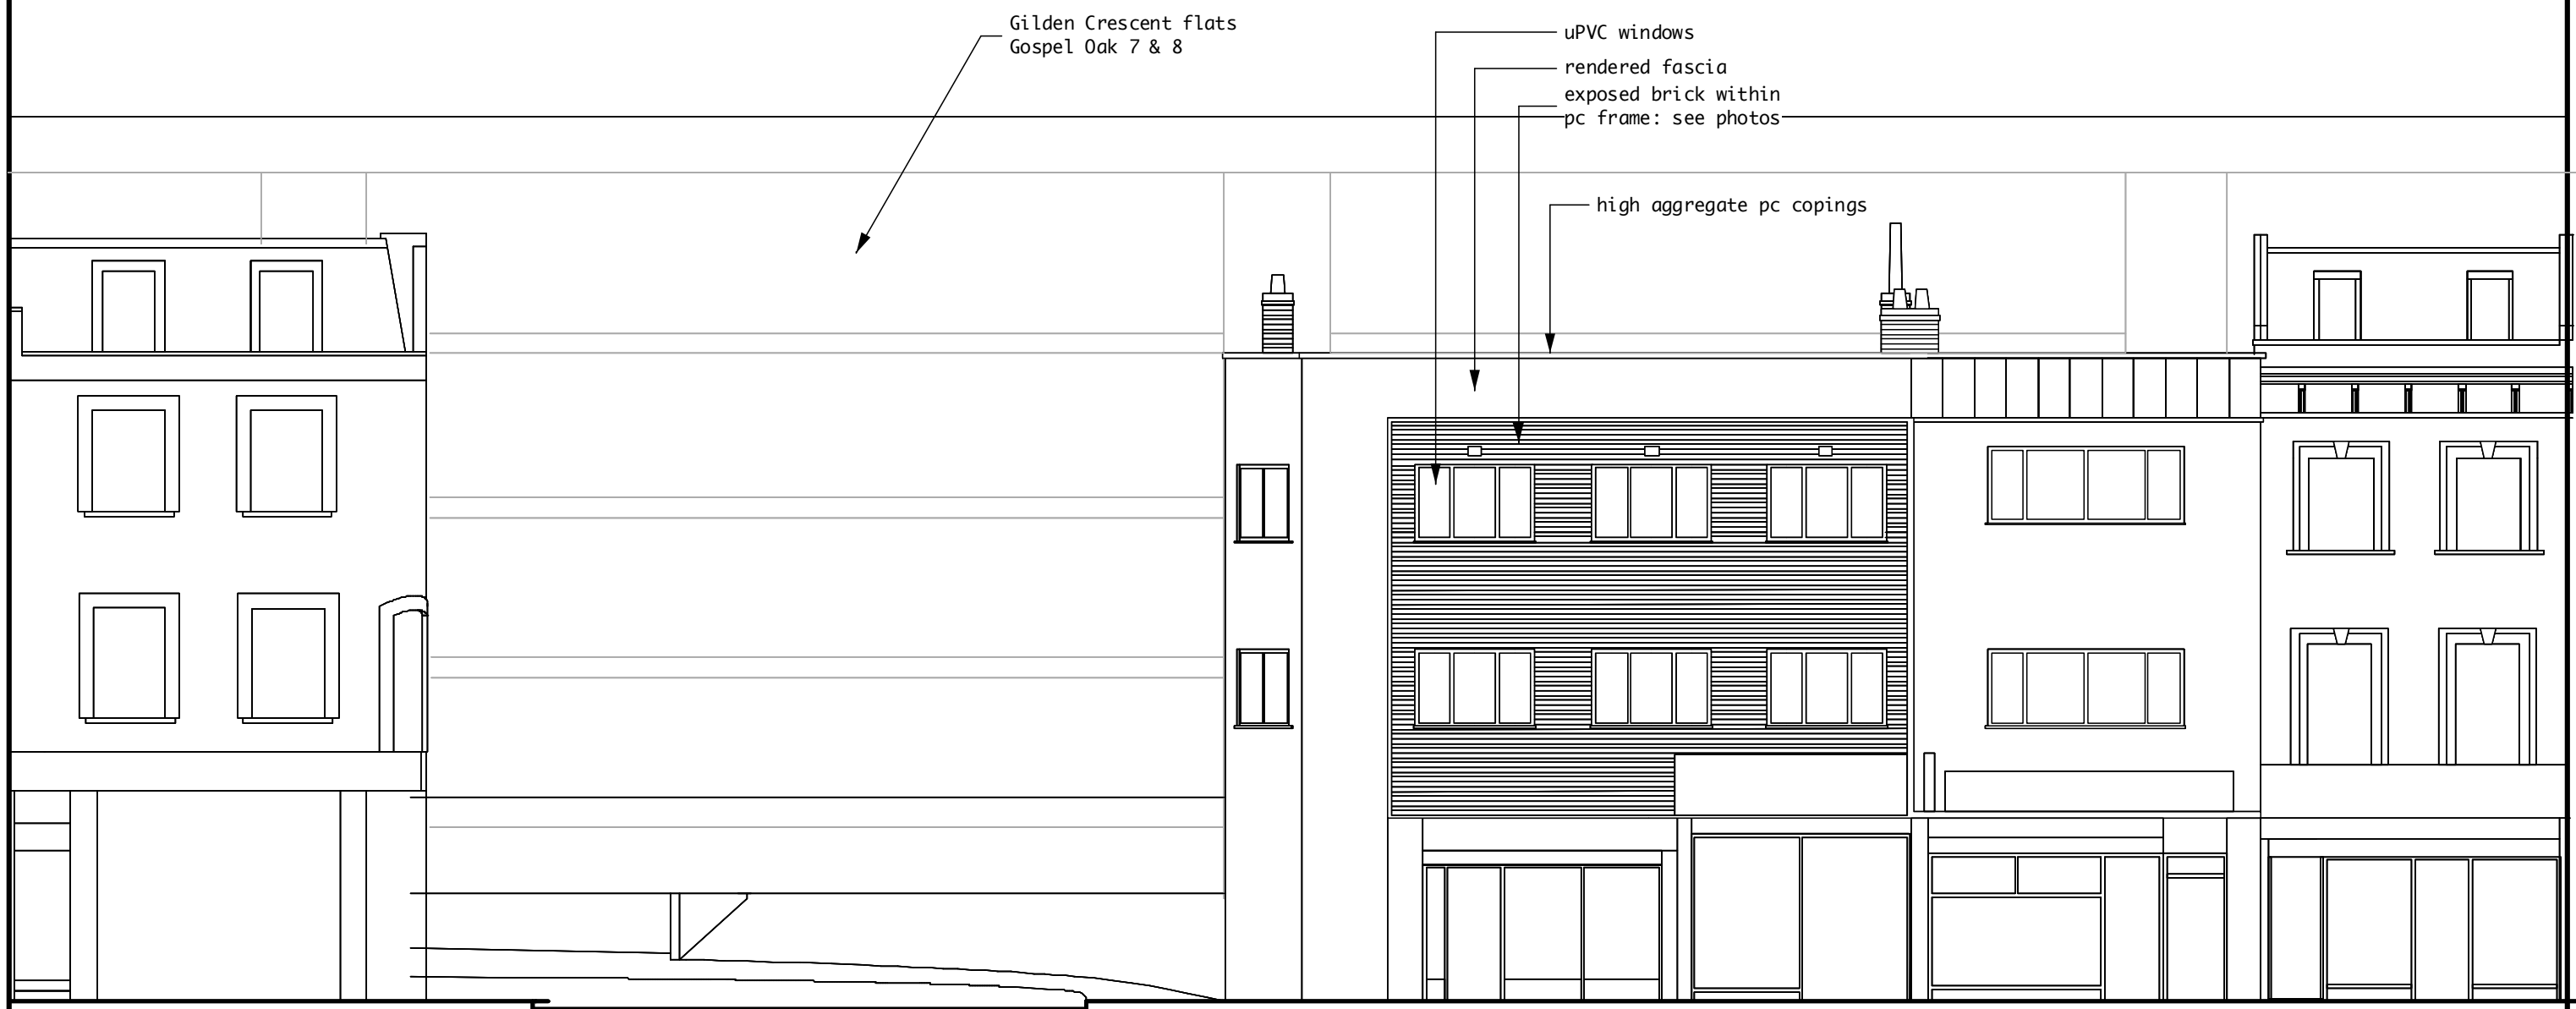 Gilden Crescent flats
Gospel Oak 7 & 8
uPVC windows
rendered fascia
exposed brick within
pc frame: see photos
high aggregate pc copings